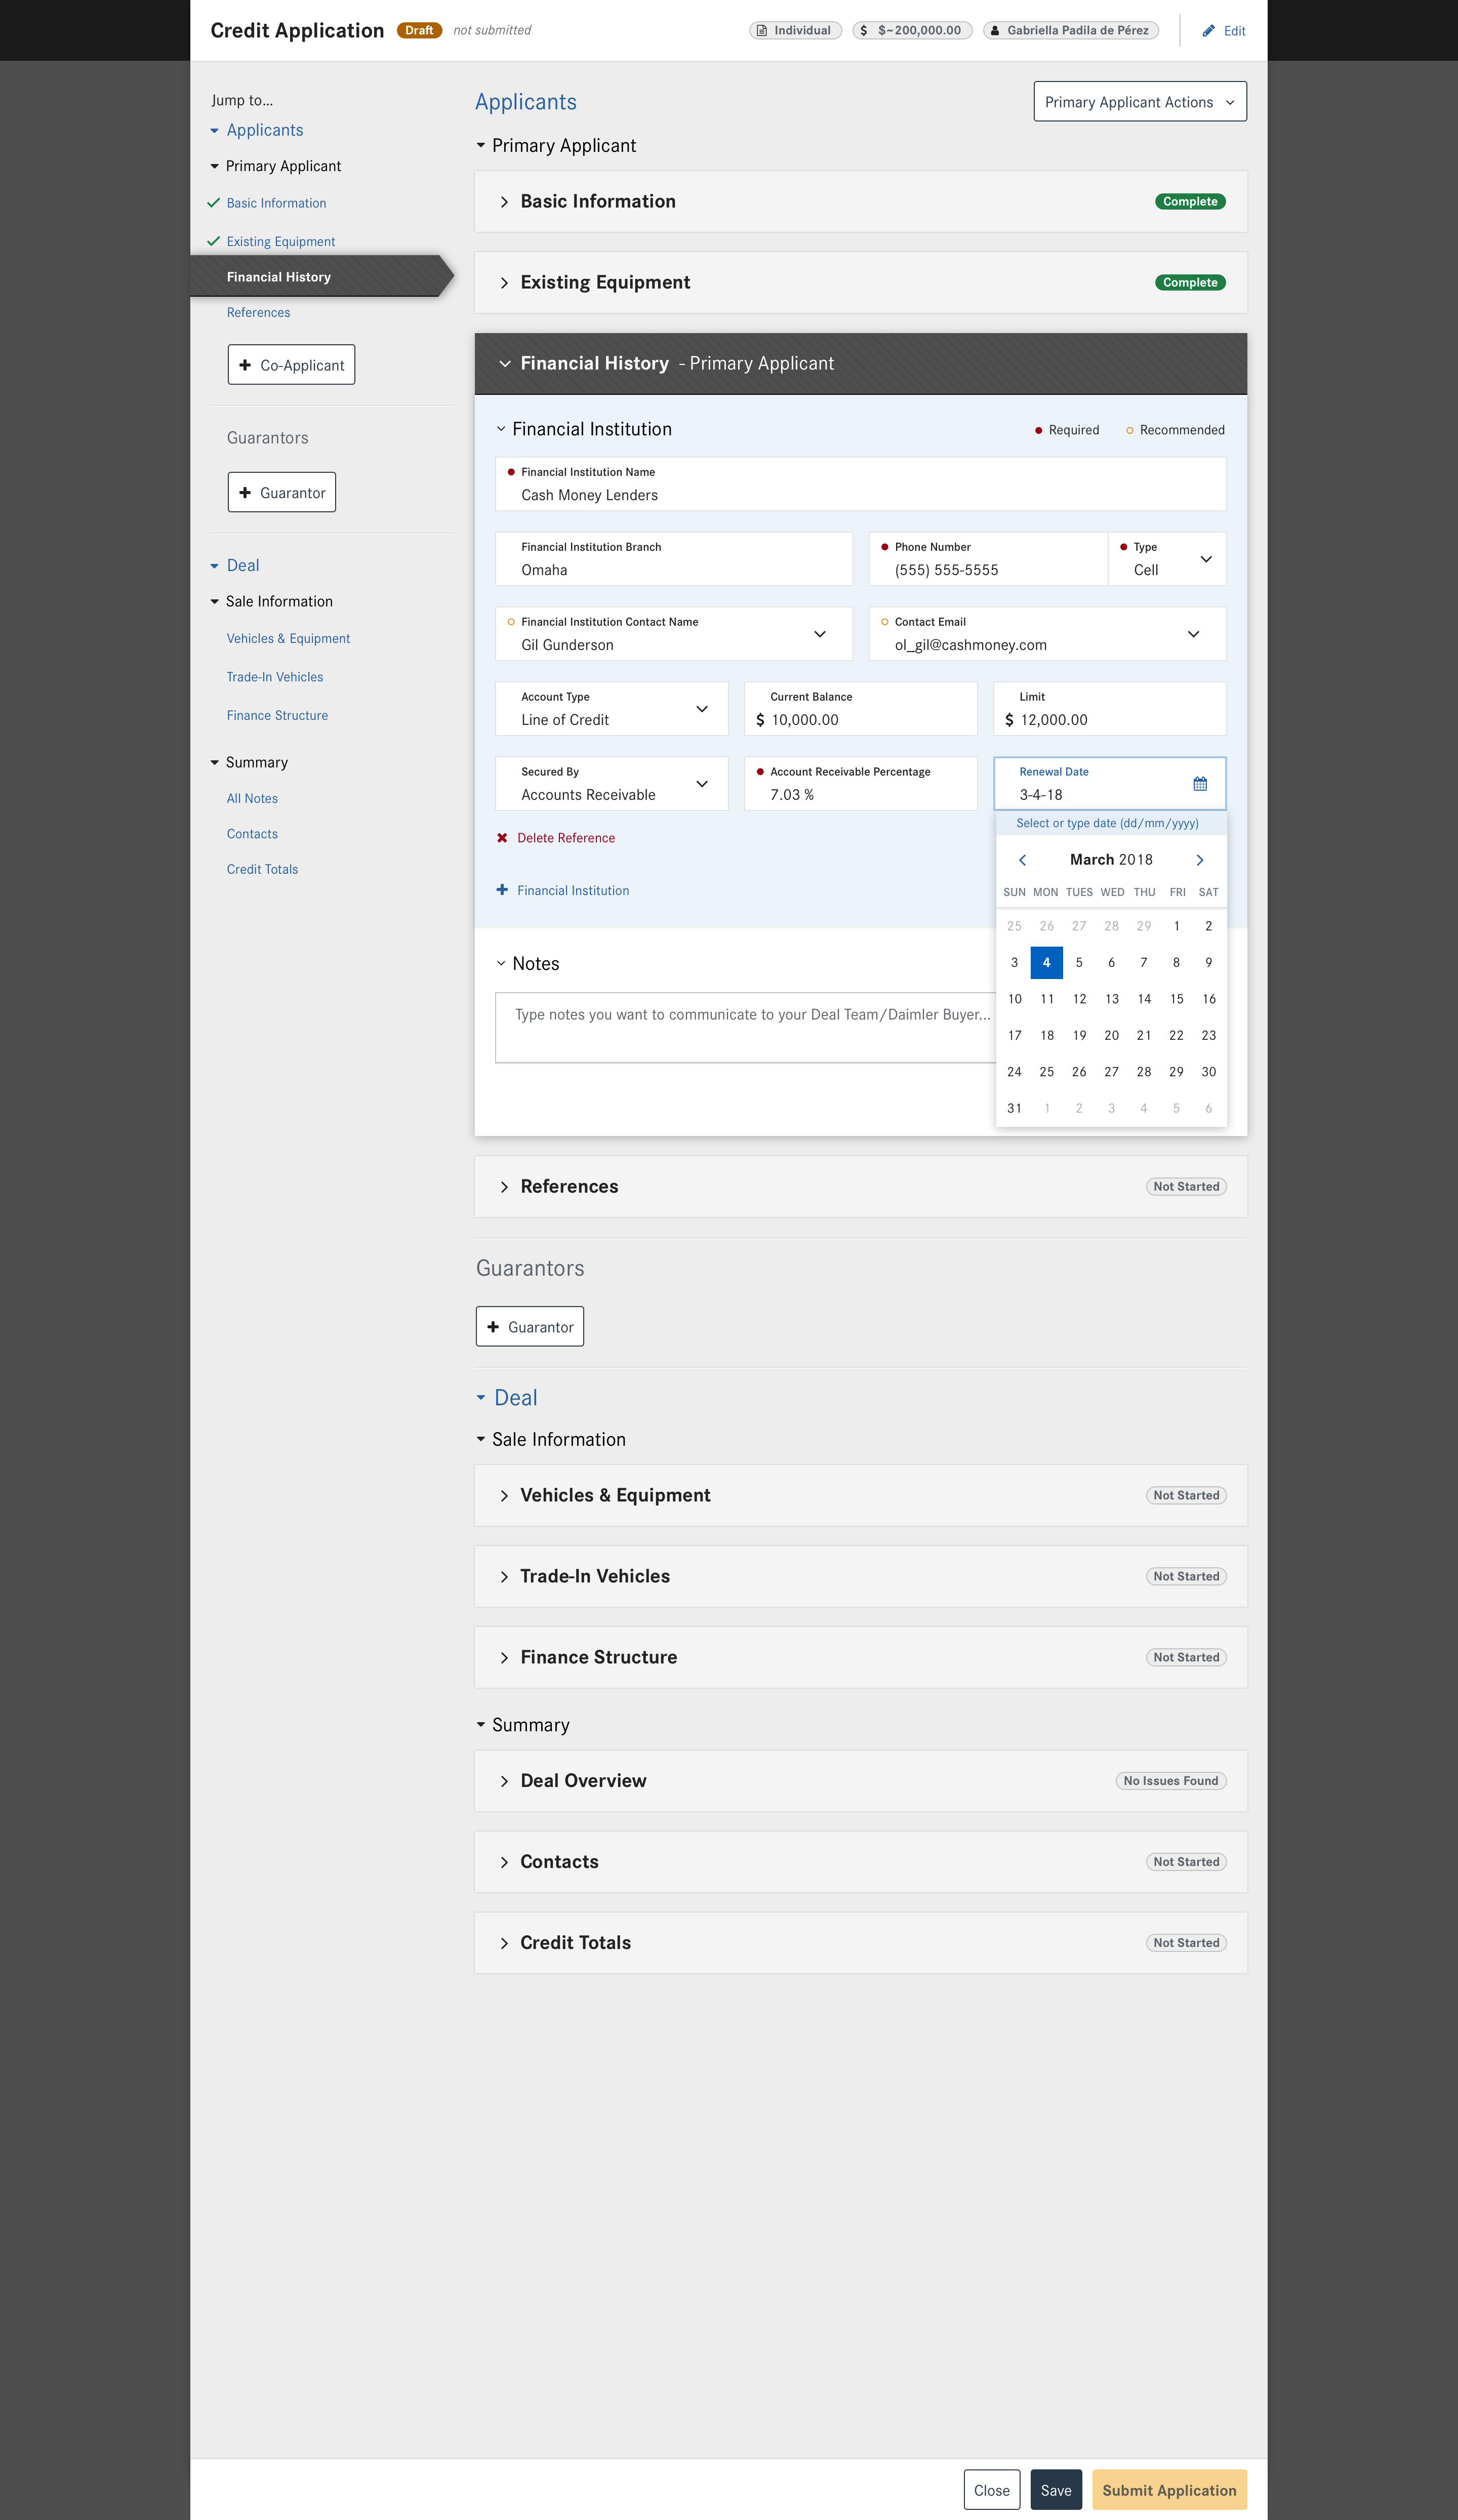 Credit Application Draft not submitted Individual $ $~200,000.00 Gabriella Padila de Pérez Edit
Jump to...
Applicants
Primary Applicant
Basic Information
Existing Equipment
Financial History
References
Co-Applicant
Guarantors
Guarantor
Deal
Sale Information
Vehicles & Equipment
Trade-In Vehicles
Finance Structure
Summary
All Notes
Contacts
Credit Totals
Applicants
Primary Applicant Actions
Primary Applicant
Basic Information Complete
Existing Equipment Complete
Financial History - Primary Applicant
Financial Institution Required Recommended
Financial Institution Name
Cash Money Lenders
Financial Institution Branch
Omaha
Phone Number
(555) 555-5555
Type
Cell
Financial Institution Contact Name
Gil Gunderson
Contact Email
ol_gil@cashmoney.com
Account Type
Line of Credit
Current Balance
$ 10,000.00
Limit
$ 12,000.00
Secured By
Accounts Receivable
Account Receivable Percentage
7.03 %
Renewal Date
3-4-18
Select or type date (dd/mm/yyyy)
March 2018
SUN MON TUES WED THU FRI SAT
25 26 27 28 29 1 2
3 4 5 6 7 8 9
10 11 12 13 14 15 16
17 18 19 20 21 22 23
24 25 26 27 28 29 30
31 1 2 3 4 5 6
Delete Reference
Financial Institution
Notes
Type notes you want to communicate to your Deal Team/Daimler Buyer...
References Not Started
Guarantors
Guarantor
Deal
Sale Information
Vehicles & Equipment Not Started
Trade-In Vehicles Not Started
Finance Structure Not Started
Summary
Deal Overview No Issues Found
Contacts Not Started
Credit Totals Not Started
Close Save Submit Application